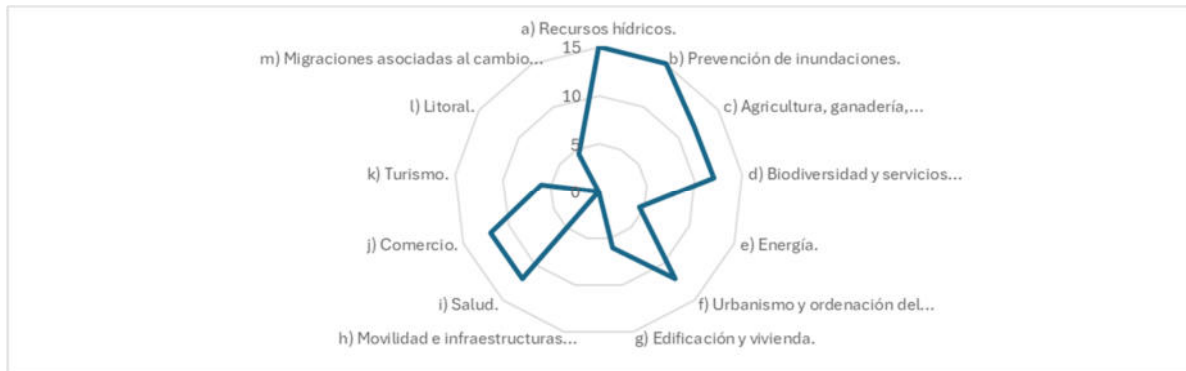 a) Recursos hídricos.
15
m) Migraciones asociadas al cambio...
b) Prevención de inundaciones.
10
l) Litoral.
c) Agricultura, ganadería,...
5
k) Turismo.
d) Biodiversidad y servicios...
0
j) Comercio.
e) Energía.
i) Salud.
f) Urbanismo y ordenación del...
h) Movilidad e infraestructuras...
g) Edificación y vivienda.